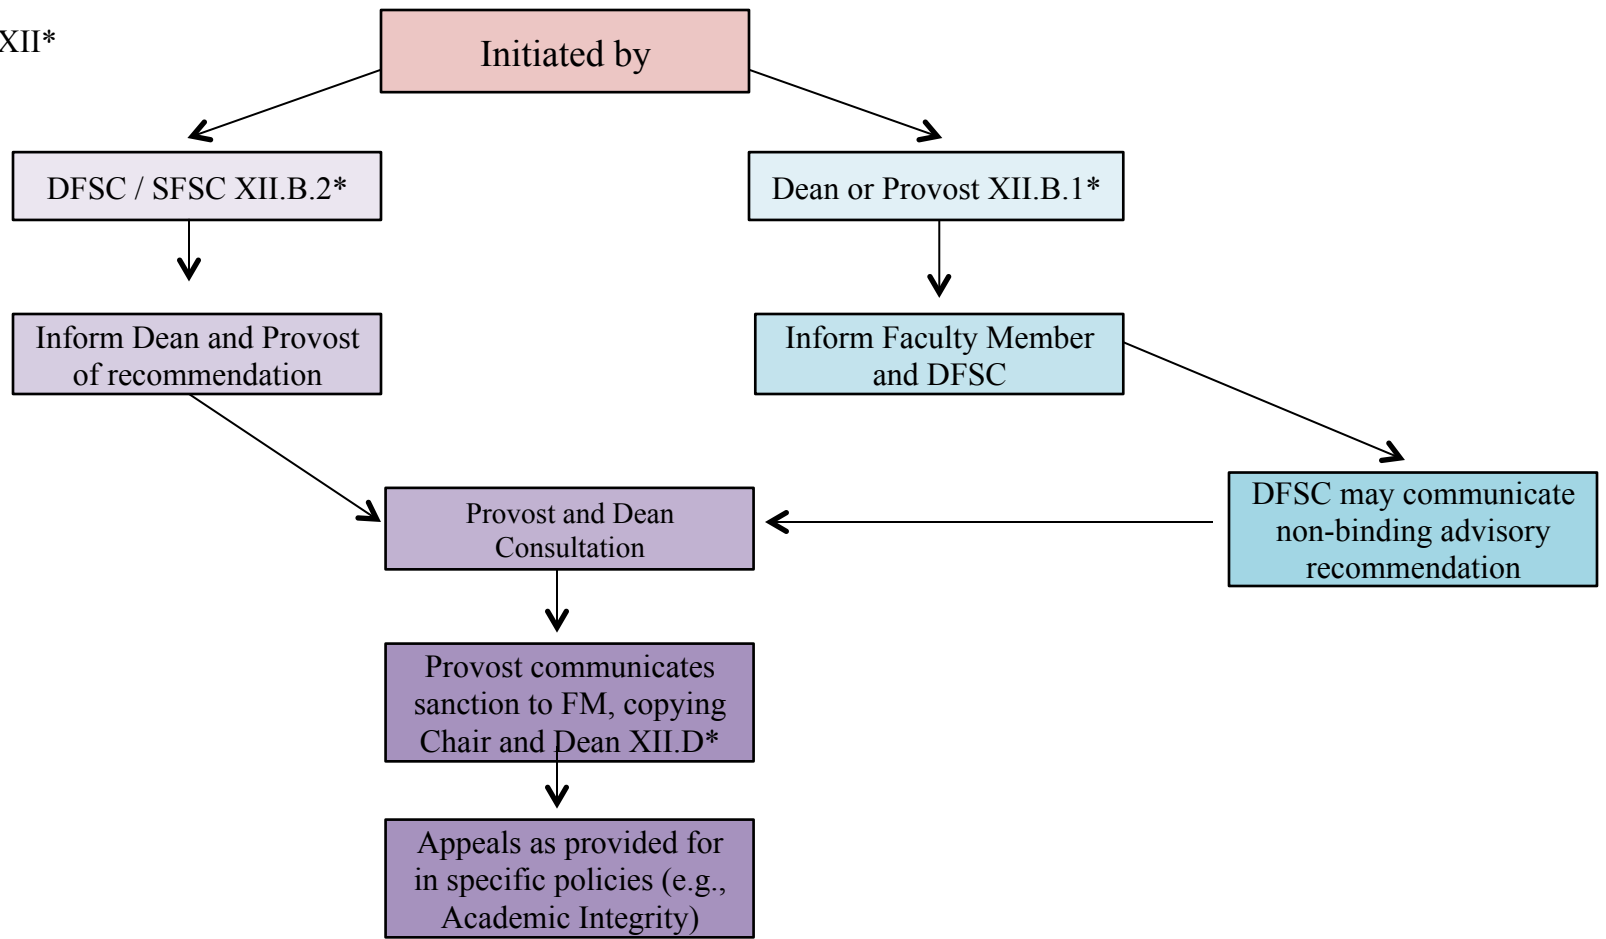 XII*
Initiated by
DFSC / SFSC XII.B.2*
Dean or Provost XII.B.1*
Inform Dean and Provost
of recommendation
Inform Faculty Member
and DFSC
Provost and Dean
Consultation
DFSC may communicate
non-binding advisory
recommendation
Provost communicates
sanction to FM, copying
Chair and Dean XII.D*
Appeals as provided for
in specific policies (e.g.,
Academic Integrity)